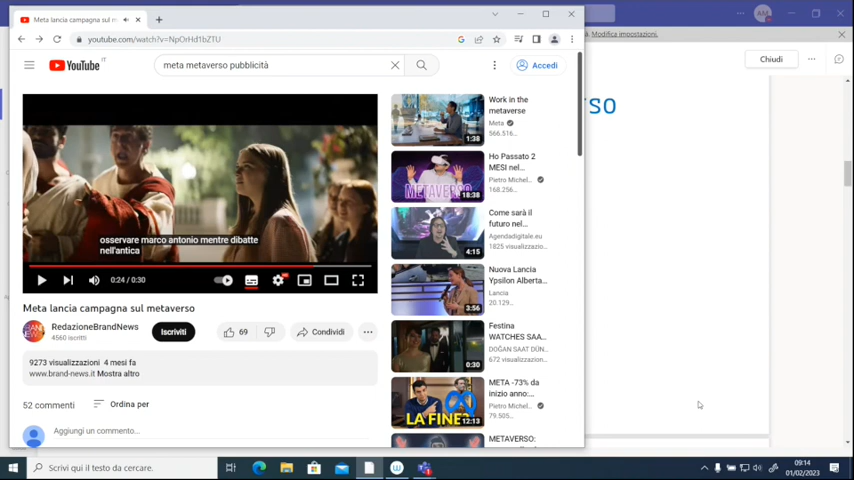 Meta lancia campagna sul m
AM
youtube.com/watch?v=NpOrHd1bZTU
à. Modifica impostazioni.
YouTube
IT
meta metaverso pubblicità
Accedi
Chiudi
so
osservare marco antonio mentre dibatte
nell'antica
0:24 / 0:30
Meta lancia campagna sul metaverso
RedazioneBrandNews
4560 iscritti
Iscriviti
69
Condividi
9273 visualizzazioni 4 mesi fa
www.brand-news.it Mostra altro
52 commenti
Ordina per
Aggiungi un commento...
Work in the
metaverse
Meta
566.516...
1:38
Ho Passato 2
MESI nel...
Pietro Michel...
168.256...
METAVERSO
18:38
Come sarà il
futuro nel...
Agendadigitale.eu
1825 visualizzazio...
4:15
Nuova Lancia
Ypsilon Alberta...
Lancia
20.129...
3:56
Festina
WATCHES SAA...
DOĞAN SAAT DÜN...
672 visualizzazion...
0:30
META -73% da
inizio anno:...
Pietro Michel...
79.505...
LA FINE?
12:13
METAVERSO:
Scrivi qui il testo da cercare.
09:14
01/02/2023